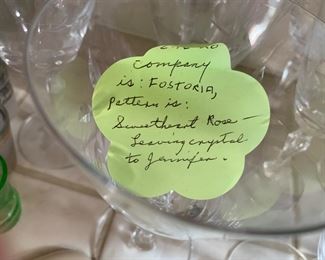 Company
is: FOSTORIA,
Pattern is:
Sweetheart Rose –
Leaving crystal
to Jennifer.